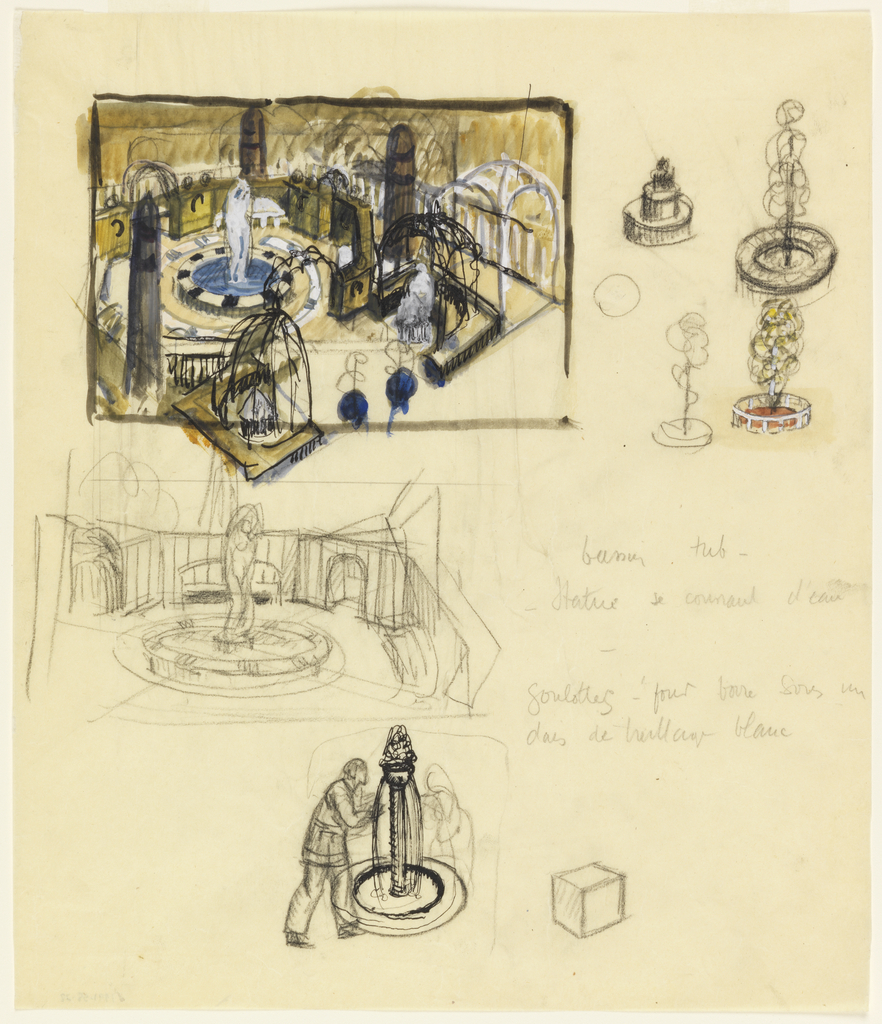 bassin tub -
- Statue se couvrant d'eau
-
goulottes - pour boire sous un
dais de treillage blanc